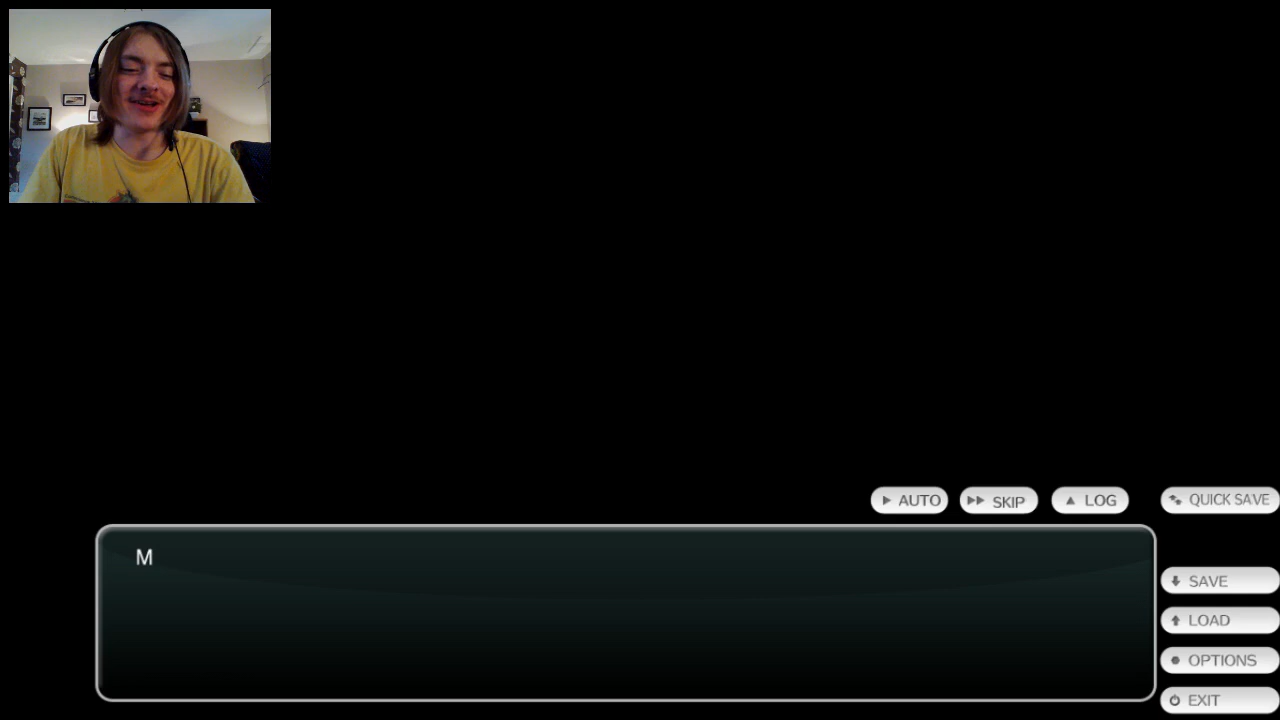 AUTO SKIP LOG QUICK SAVE
M
SAVE
LOAD
OPTIONS
EXIT